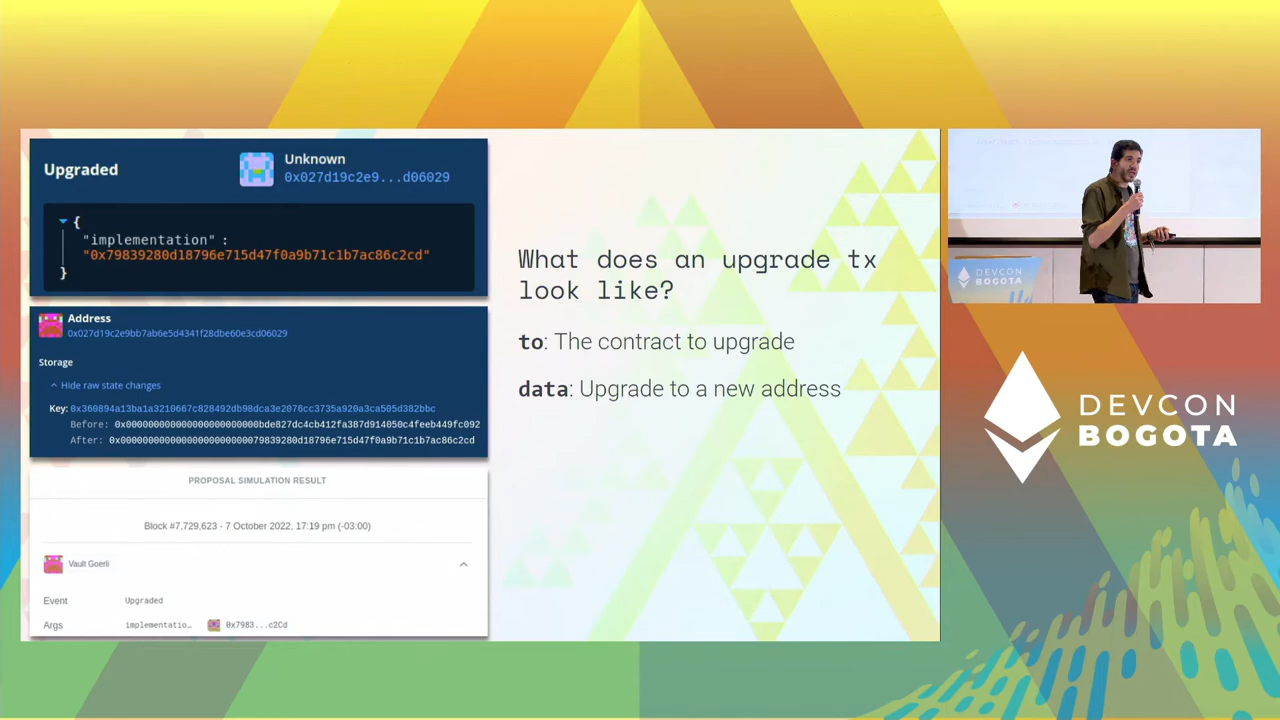 Upgraded
Unknown
0x027d19c2e9...d06029
{
"implementation" :
"0x79839280d18796e715d47f0a9b71c1b7ac86c2cd"
}
Address
0x027d19c2e9bb7ab6e5d4341f28dbe60e3cd06029
Storage
Hide raw state changes
Key: 0x360894a13ba1a3210667c828492db98dca3e2076cc3735a920a3ca505d382bbc
Before: 0x000000000000000000000000bde827dc4cb412fa387d914050c4feeb449fc092
After: 0x00000000000000000000000079839280d18796e715d47f0a9b71c1b7ac86c2cd
PROPOSAL SIMULATION RESULT
Block #7,729,623 - 7 October 2022, 17:19 pm (-03:00)
Vault Goerli
Event Upgraded
Args implementatio… 0x7983...c2Cd
What does an upgrade tx
look like?
to: The contract to upgrade
data: Upgrade to a new address
DEVCON
BOGOTA
DEVCON
BOGOTA